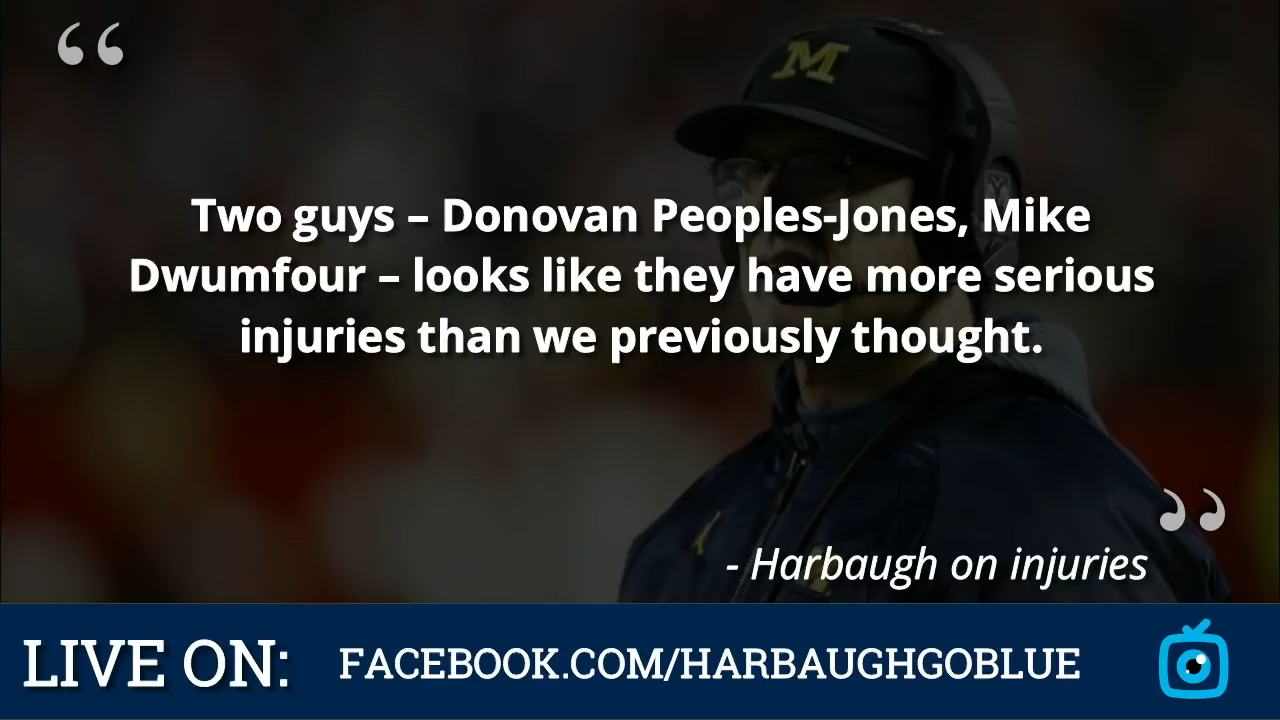 “
M
Two guys – Donovan Peoples-Jones, Mike
Dwumfour – looks like they have more serious
injuries than we previously thought.
”
- Harbaugh on injuries
LIVE ON: FACEBOOK.COM/HARBAUGHGOBLUE